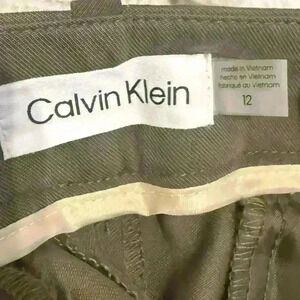 Calvin Klein
made in Vietnam
hecho en Vietnam
fabriqué au Vietnam
12